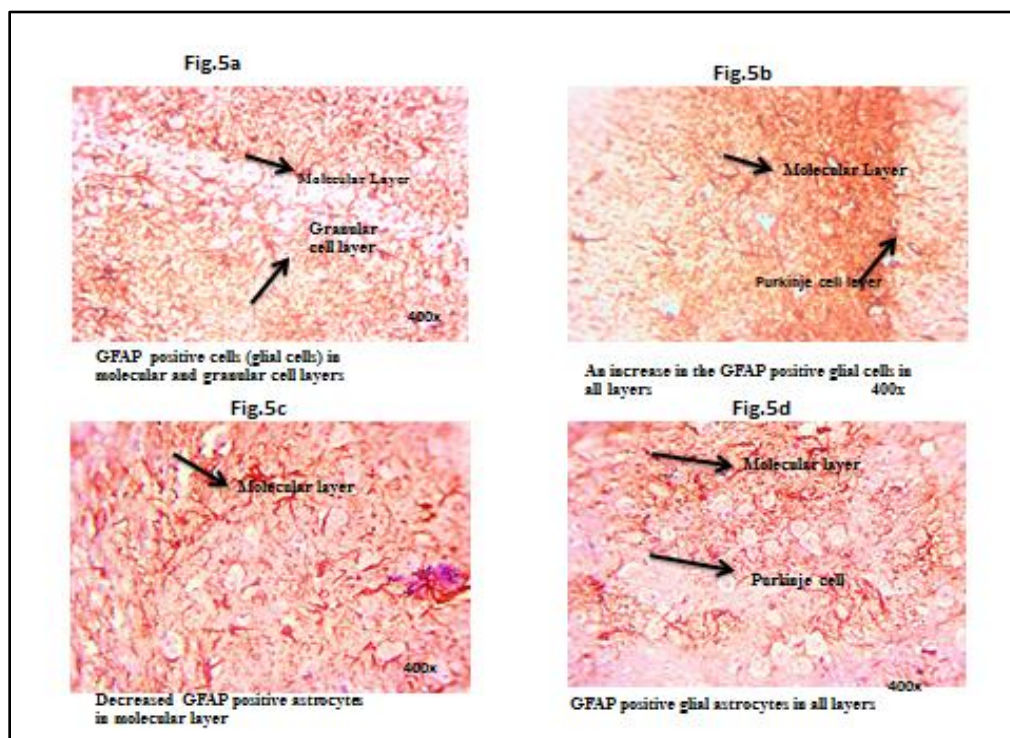 Fig.5a
Molecular Layer
Granular
cell layer
400x
GFAP positive cells (glial cells) in
molecular and granular cell layers
Fig.5b
Molecular Layer
Purkinje cell layer
An increase in the GFAP positive glial cells in
all layers 400x
Fig.5c
Molecular layer
400x
Decreased GFAP positive astrocytes
in molecular layer
Fig.5d
Molecular layer
Purkinje cell
400x
GFAP positive glial astrocytes in all layers